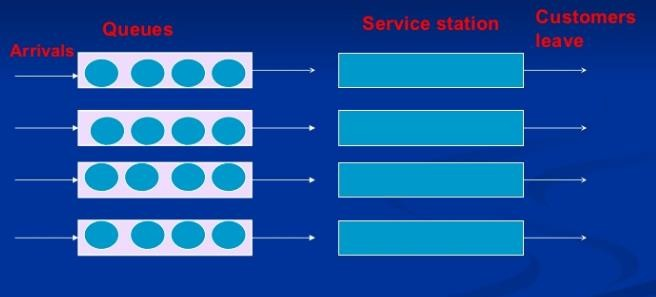 Queues
Service station
Customers
leave
Arrivals